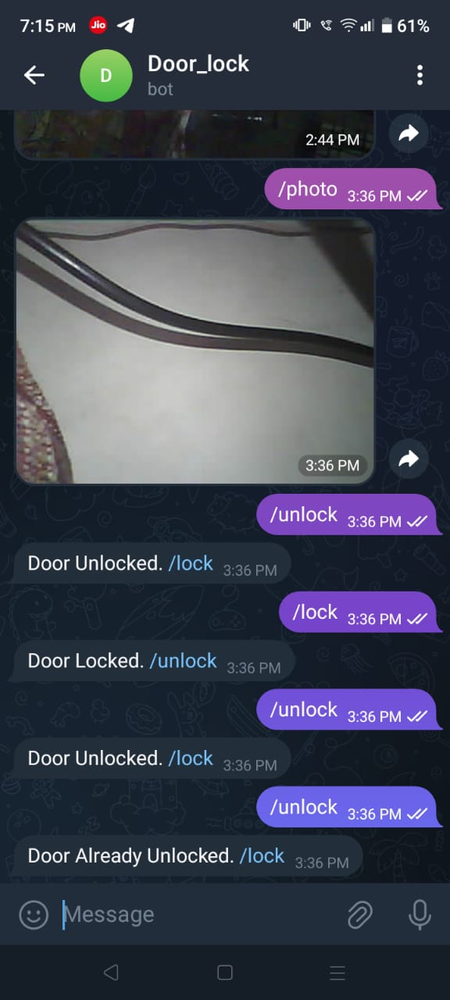 7:15 PM Jio 61%
D Door_lock
bot
2:44 PM
/photo 3:36 PM
3:36 PM
/unlock 3:36 PM
Door Unlocked. /lock 3:36 PM
/lock 3:36 PM
Door Locked. /unlock 3:36 PM
/unlock 3:36 PM
Door Unlocked. /lock 3:36 PM
/unlock 3:36 PM
Door Already Unlocked. /lock 3:36 PM
Message